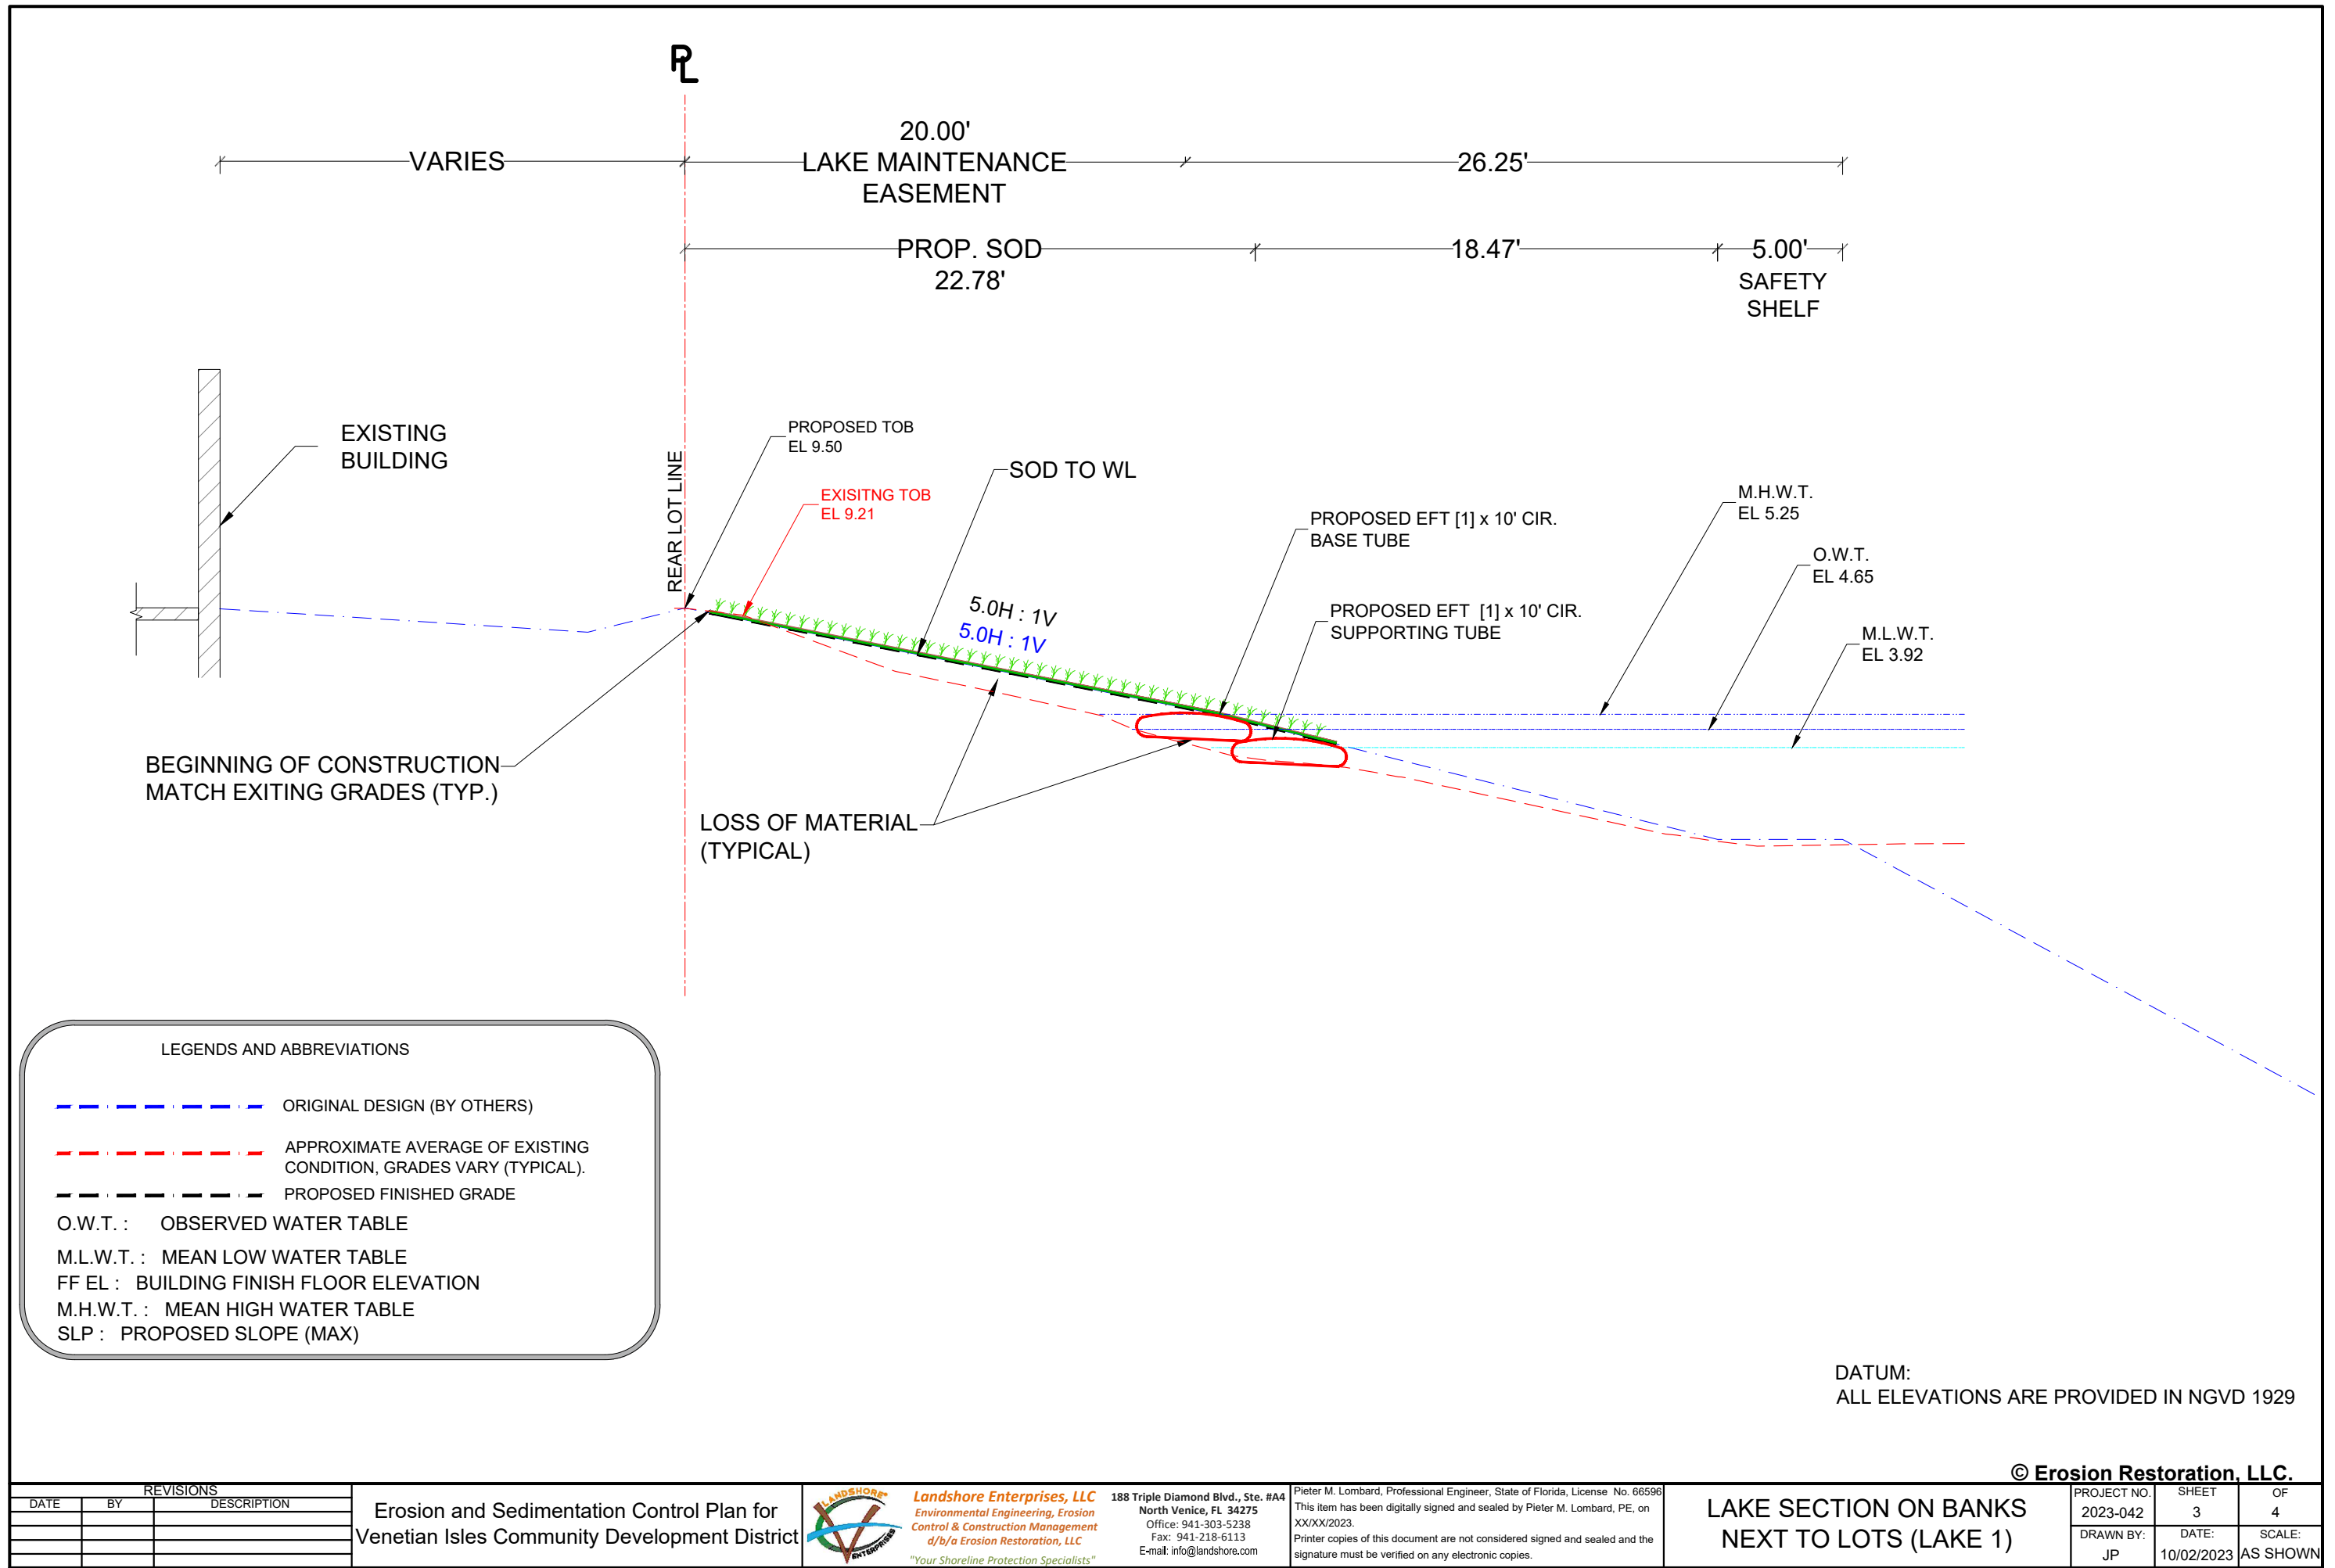 PL
20.00'
VARIES
LAKE MAINTENANCE
EASEMENT
26.25'
PROP. SOD
22.78'
18.47'
5.00'
SAFETY
SHELF
EXISTING
BUILDING
REAR LOT LINE
PROPOSED TOB
EL 9.50
EXISITNG TOB
EL 9.21
SOD TO WL
5.0H : 1V
5.0H : 1V
PROPOSED EFT [1] x 10' CIR.
BASE TUBE
PROPOSED EFT [1] x 10' CIR.
SUPPORTING TUBE
M.H.W.T.
EL 5.25
O.W.T.
EL 4.65
M.L.W.T.
EL 3.92
BEGINNING OF CONSTRUCTION
MATCH EXITING GRADES (TYP.)
LOSS OF MATERIAL
(TYPICAL)
LEGENDS AND ABBREVIATIONS
ORIGINAL DESIGN (BY OTHERS)
APPROXIMATE AVERAGE OF EXISTING
CONDITION, GRADES VARY (TYPICAL).
PROPOSED FINISHED GRADE
O.W.T. : OBSERVED WATER TABLE
M.L.W.T. : MEAN LOW WATER TABLE
FF EL : BUILDING FINISH FLOOR ELEVATION
M.H.W.T. : MEAN HIGH WATER TABLE
SLP : PROPOSED SLOPE (MAX)
DATUM:
ALL ELEVATIONS ARE PROVIDED IN NGVD 1929
© Erosion Restoration, LLC.
REVISIONS
DATE BY DESCRIPTION
Erosion and Sedimentation Control Plan for
Venetian Isles Community Development District
LANDSHORE®
ENTERPRISES
Landshore Enterprises, LLC
Environmental Engineering, Erosion
Control & Construction Management
d/b/a Erosion Restoration, LLC
"Your Shoreline Protection Specialists"
188 Triple Diamond Blvd., Ste. #A4
North Venice, FL 34275
Office: 941-303-5238
Fax: 941-218-6113
E-mail: info@landshore.com
Pieter M. Lombard, Professional Engineer, State of Florida, License No. 66596
This item has been digitally signed and sealed by Pieter M. Lombard, PE, on
XX/XX/2023.
Printer copies of this document are not considered signed and sealed and the
signature must be verified on any electronic copies.
LAKE SECTION ON BANKS
NEXT TO LOTS (LAKE 1)
PROJECT NO. SHEET OF
2023-042 3 4
DRAWN BY: DATE: SCALE:
JP 10/02/2023 AS SHOWN